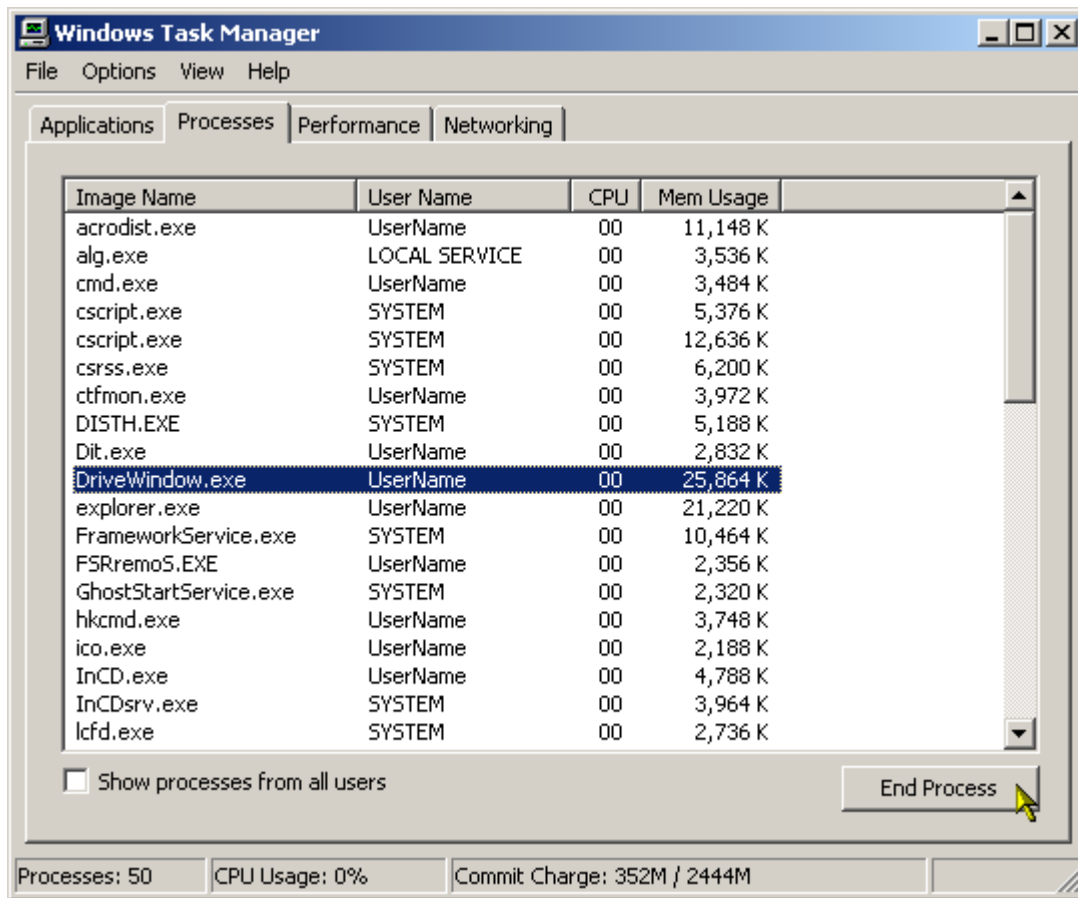 Windows Task Manager
File Options View Help
Applications Processes Performance Networking
Image Name User Name CPU Mem Usage
acrodist.exe UserName 00 11,148 K
alg.exe LOCAL SERVICE 00 3,536 K
cmd.exe UserName 00 3,484 K
cscript.exe SYSTEM 00 5,376 K
cscript.exe SYSTEM 00 12,636 K
csrss.exe SYSTEM 00 6,200 K
ctfmon.exe UserName 00 3,972 K
DISTH.EXE SYSTEM 00 5,188 K
Dit.exe UserName 00 2,832 K
DriveWindow.exe UserName 00 25,864 K
explorer.exe UserName 00 21,220 K
FrameworkService.exe SYSTEM 00 10,464 K
FSRremoS.EXE UserName 00 2,356 K
GhostStartService.exe SYSTEM 00 2,320 K
hkcmd.exe UserName 00 3,748 K
ico.exe UserName 00 2,188 K
InCD.exe UserName 00 4,788 K
InCDsrv.exe SYSTEM 00 3,964 K
lcfd.exe SYSTEM 00 2,736 K
Show processes from all users
End Process
Processes: 50 CPU Usage: 0% Commit Charge: 352M / 2444M